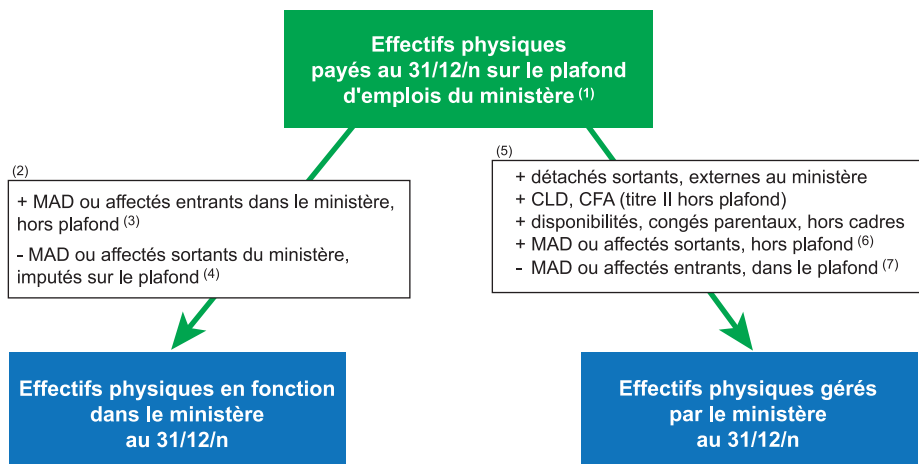 Effectifs physiques
payés au 31/12/n sur le plafond
d'emplois du ministère (1)
(2)
+ MAD ou affectés entrants dans le ministère,
hors plafond (3)
- MAD ou affectés sortants du ministère,
imputés sur le plafond (4)
(5)
+ détachés sortants, externes au ministère
+ CLD, CFA (titre II hors plafond)
+ disponibilités, congés parentaux, hors cadres
+ MAD ou affectés sortants, hors plafond (6)
- MAD ou affectés entrants, dans le plafond (7)
Effectifs physiques en fonction
dans le ministère
au 31/12/n
Effectifs physiques gérés
par le ministère
au 31/12/n